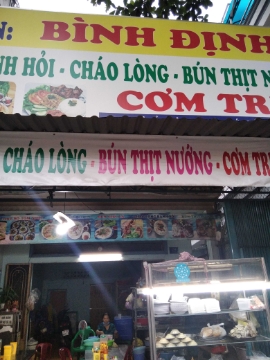 N: BÌNH ĐỊNH
NH HỎI - CHÁO LÒNG - BÚN THỊT N
CƠM TR
CHÁO LÒNG - BÚN THỊT NƯỚNG - CƠM TR